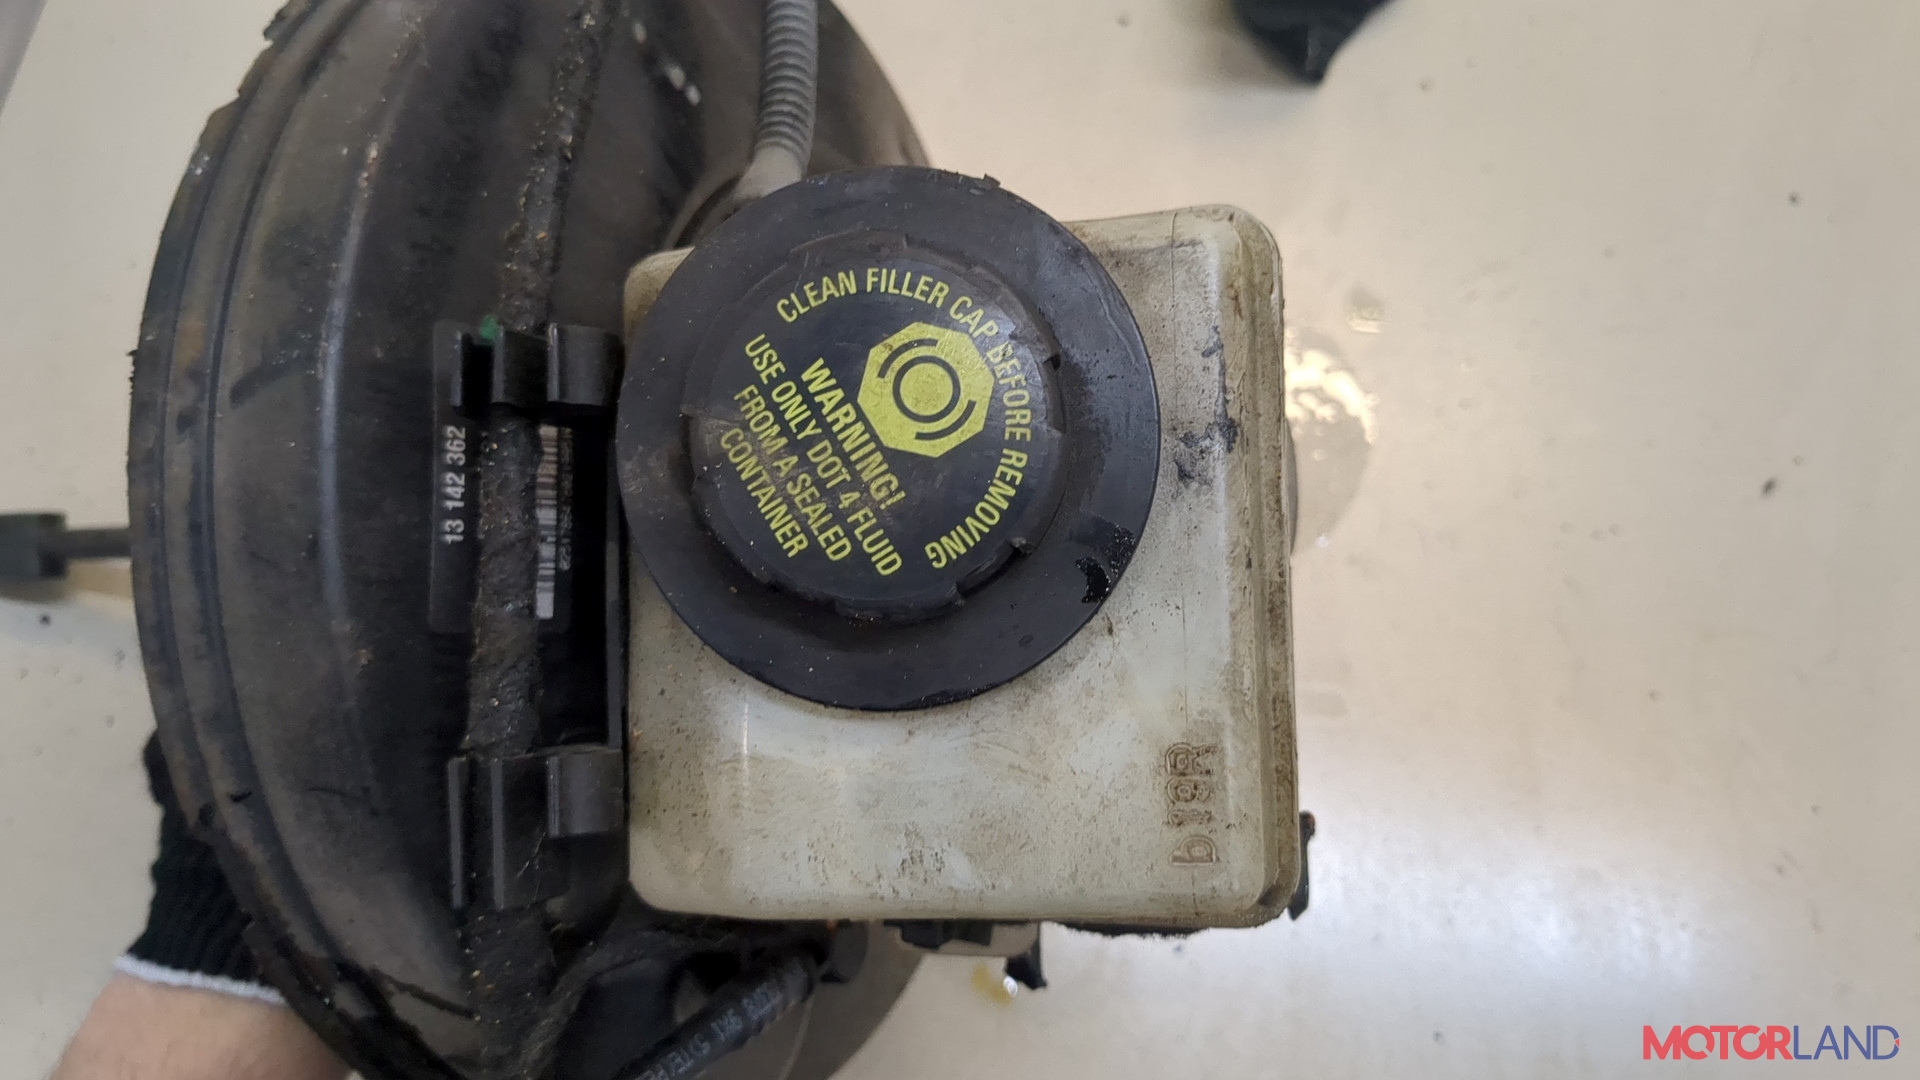 CLEAN FILLER CAP BEFORE REMOVING
WARNING!
USE ONLY DOT 4 FLUID
FROM A SEALED
CONTAINER
13 142 362
MOTORLAND